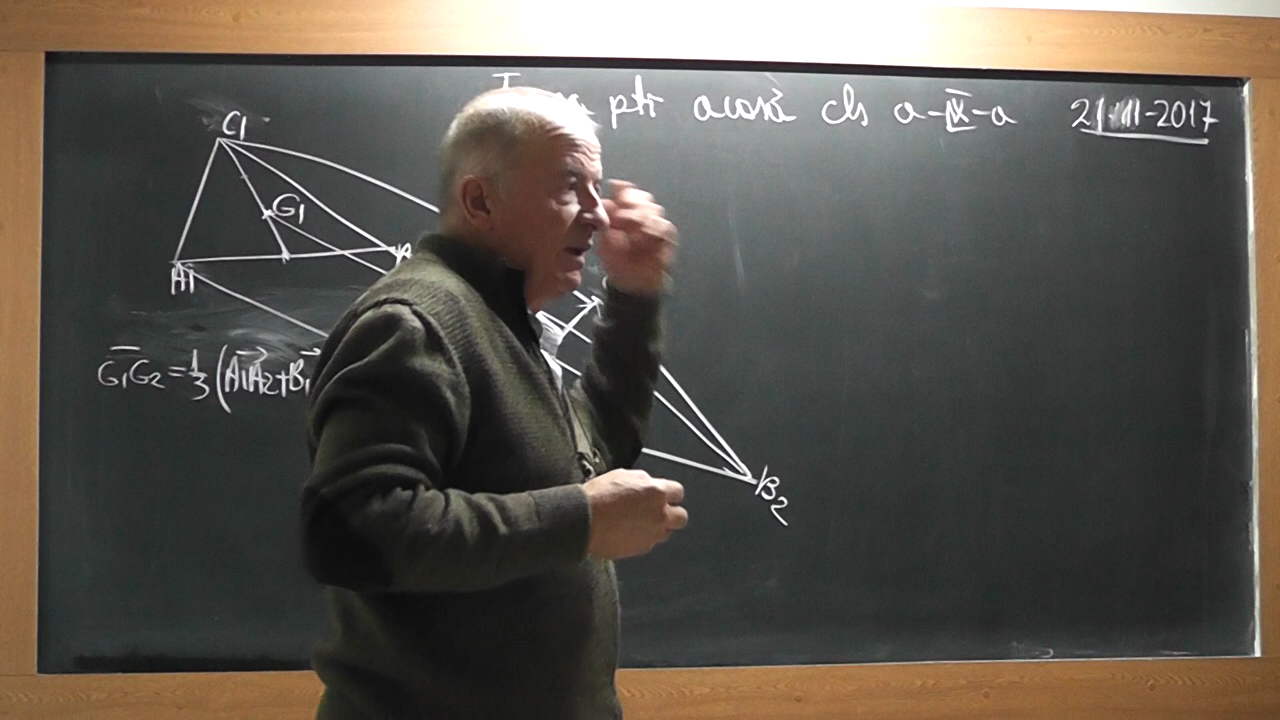 ptr acasă cls a-IX-a 21-11-2017
C1
G1
A1
G1G2 = 1/3 (A1A2+B1
B2